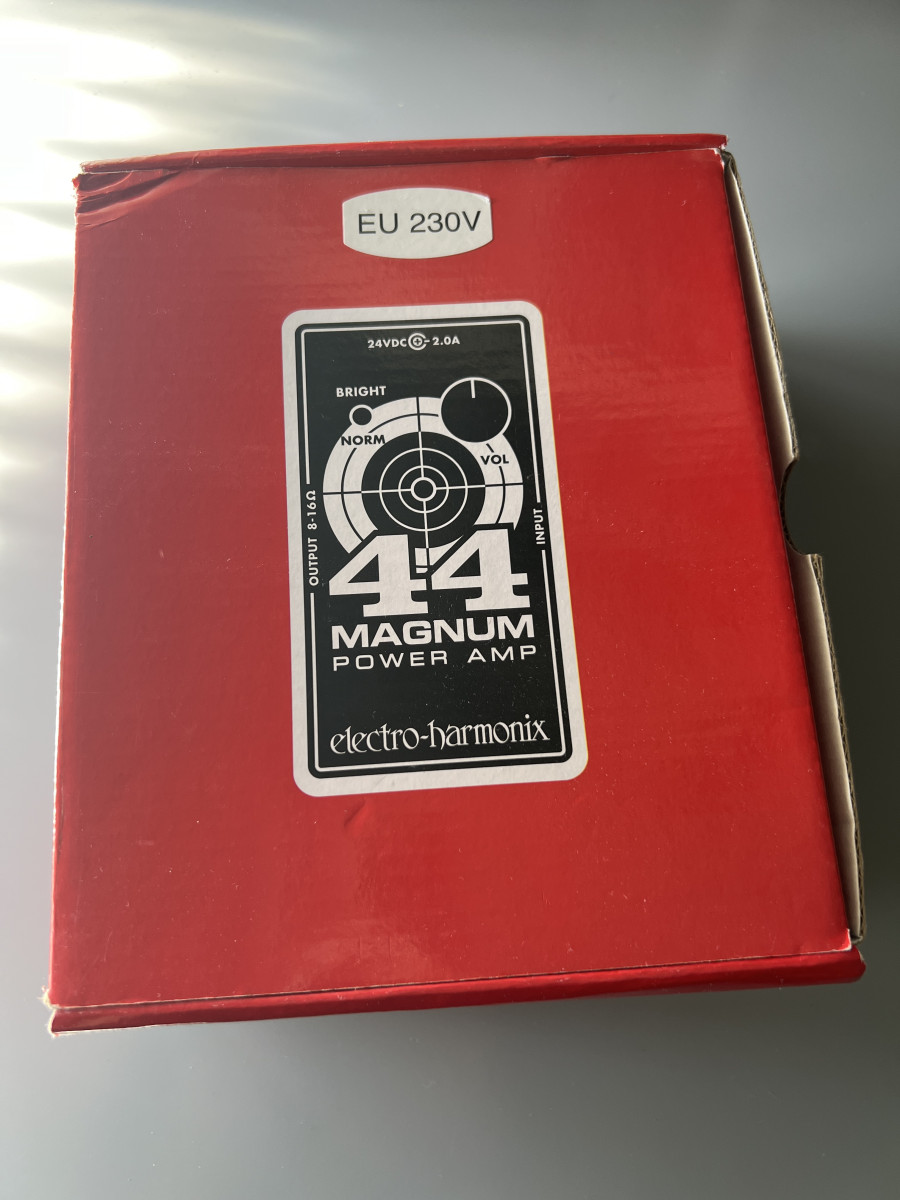 EU 230V
24VDC 2.0A
BRIGHT
NORM
VOL
OUTPUT 8-16Ω
INPUT
44
MAGNUM
POWER AMP
electro-harmonix